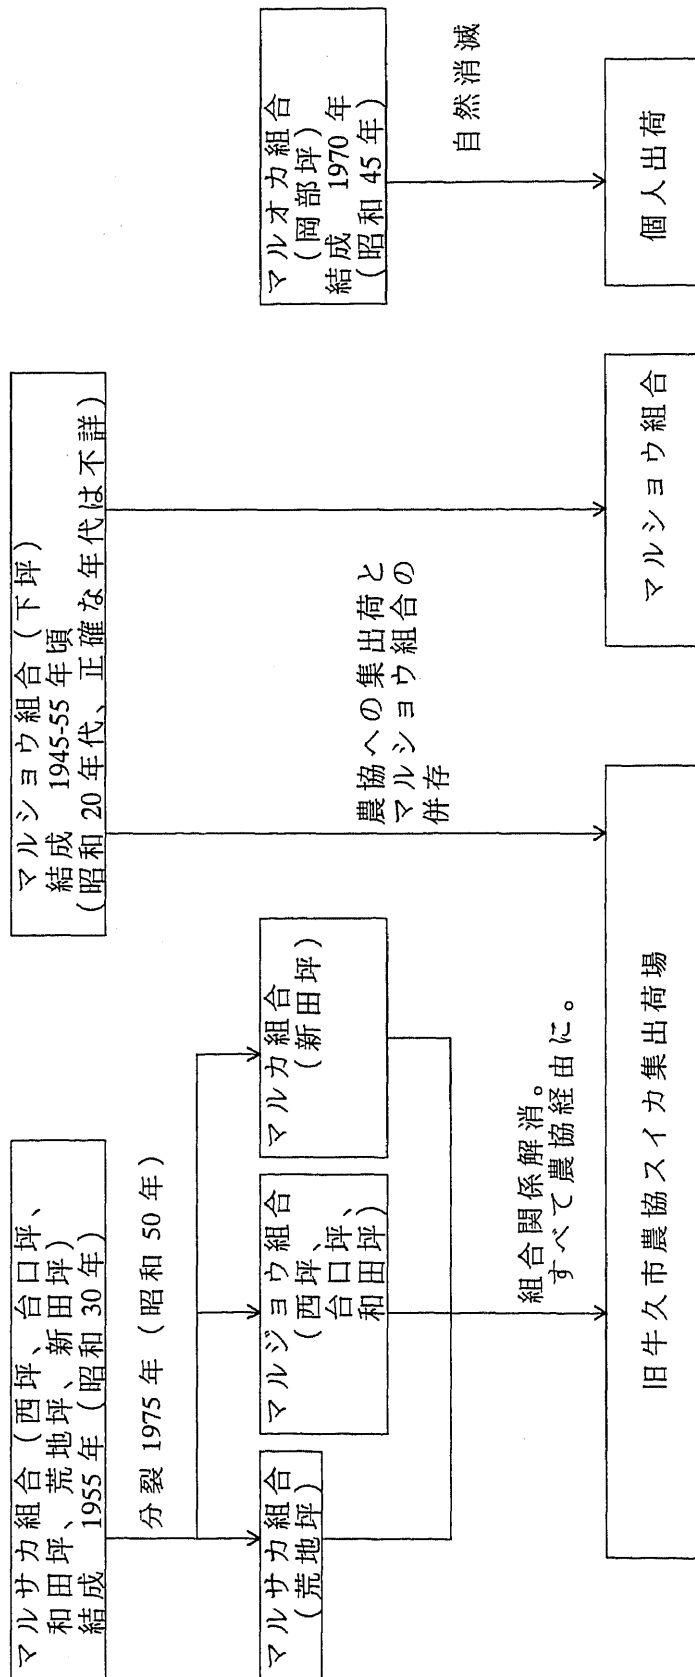 マルサカ組合（西坪、台口坪、
和田坪、荒地坪、新田坪）
結成　1955年（昭和30年）
マルショウ組合（下坪）
結成　1945-55年頃
（昭和20年代、正確な年代は不詳）
分裂 1975年（昭和50年）
マルサカ組合
（荒地坪）
マルジョウ組合
（西坪、
台口坪、
和田坪）
マルカ組合
（新田坪）
マルオカ組合
（岡部坪）
結成　1970年
（昭和45年）
組合関係解消。
すべて農協経由に。
農協への集出荷と
マルショウ組合の
併存
自然消滅
旧牛久市農協スイカ集出荷場
マルショウ組合
個人出荷